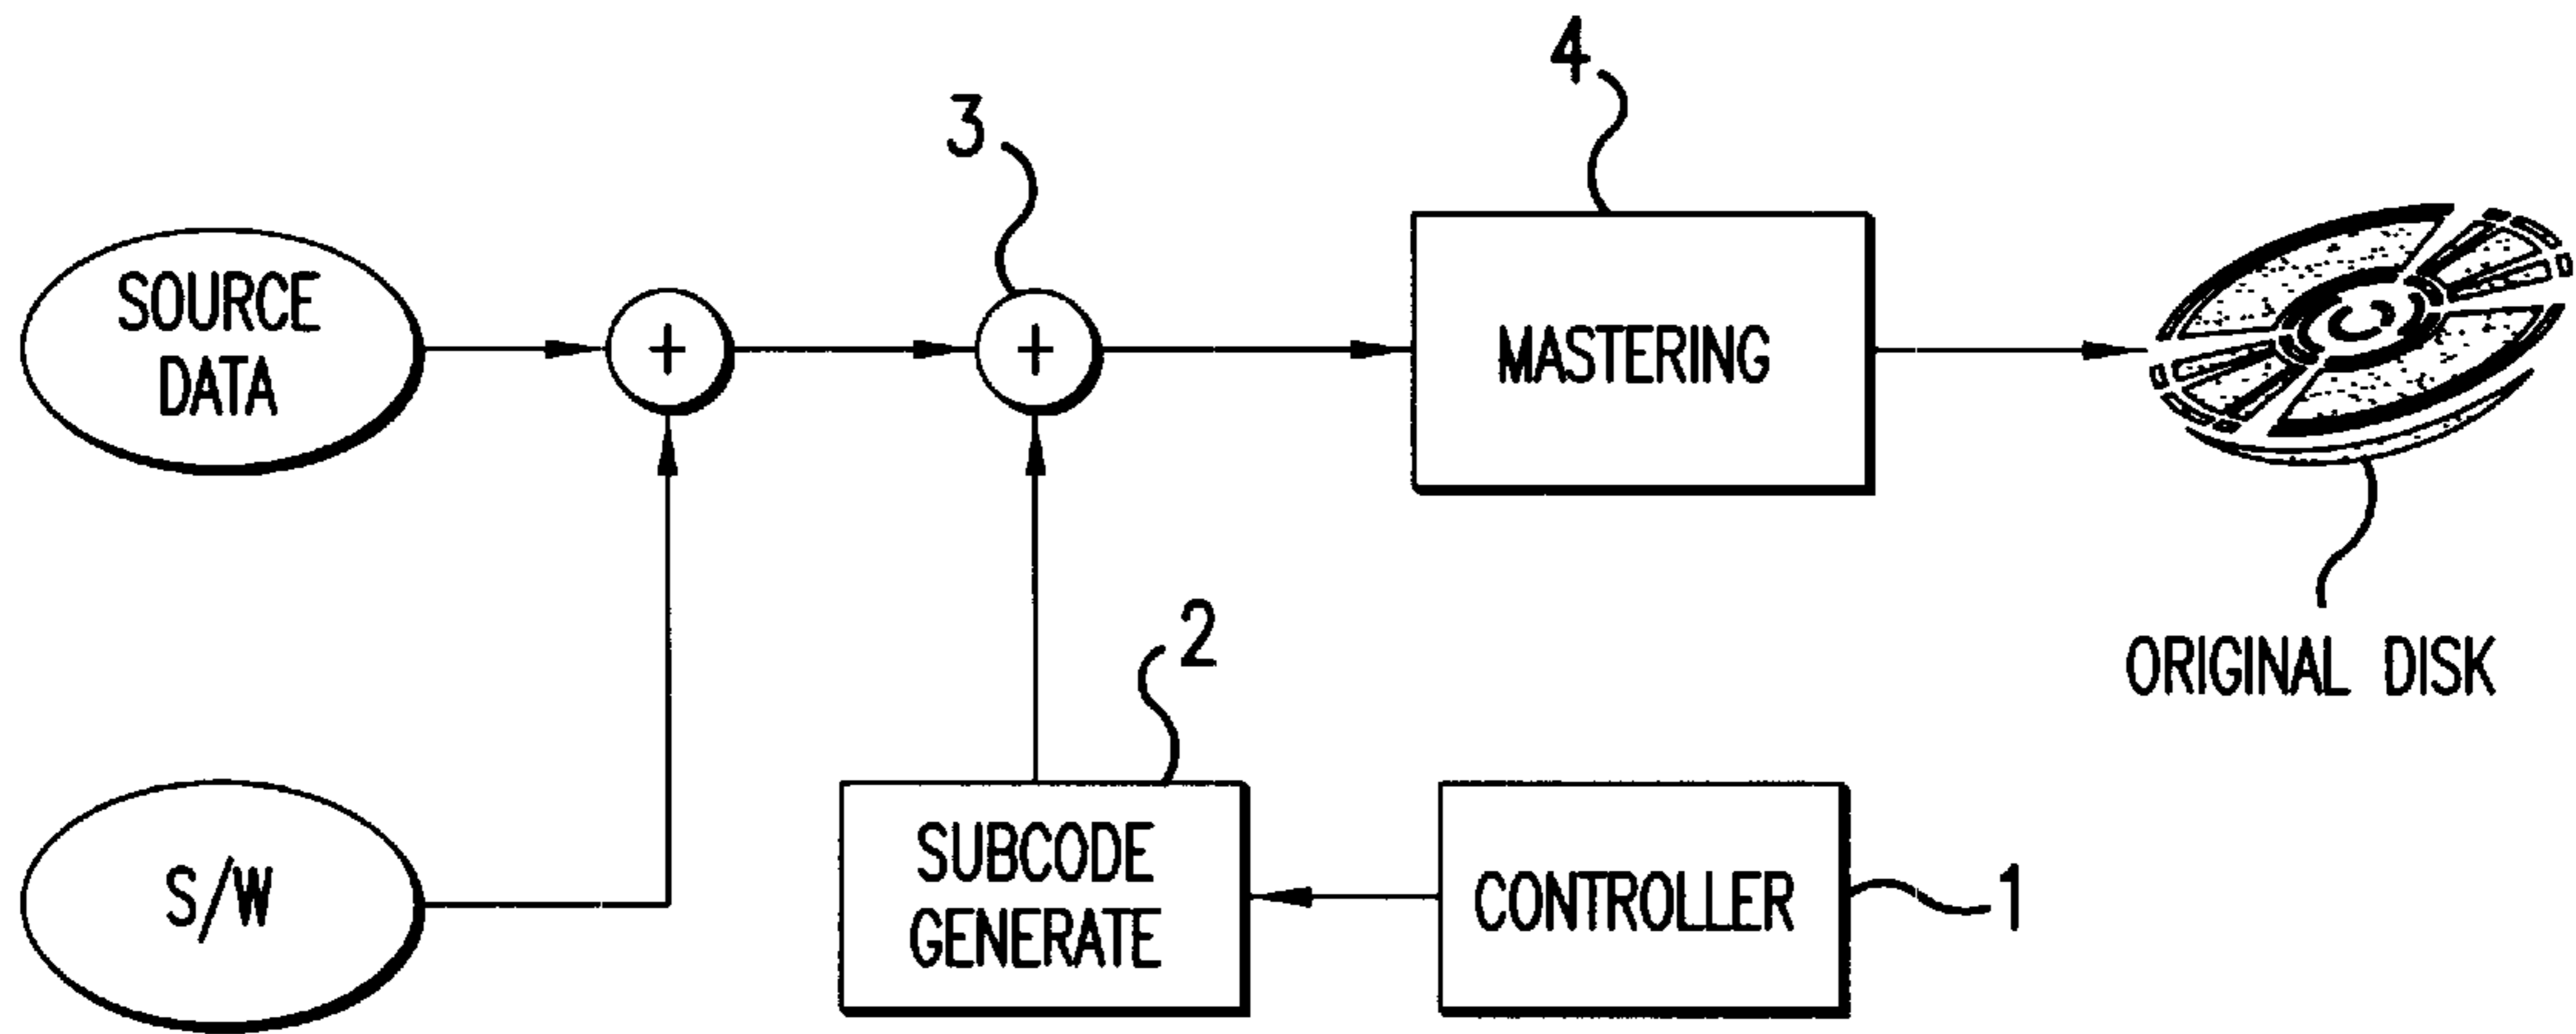 4
3
SOURCE
DATA
+
+
MASTERING
2
ORIGINAL DISK
S/W
SUBCODE
GENERATE
CONTROLLER
1